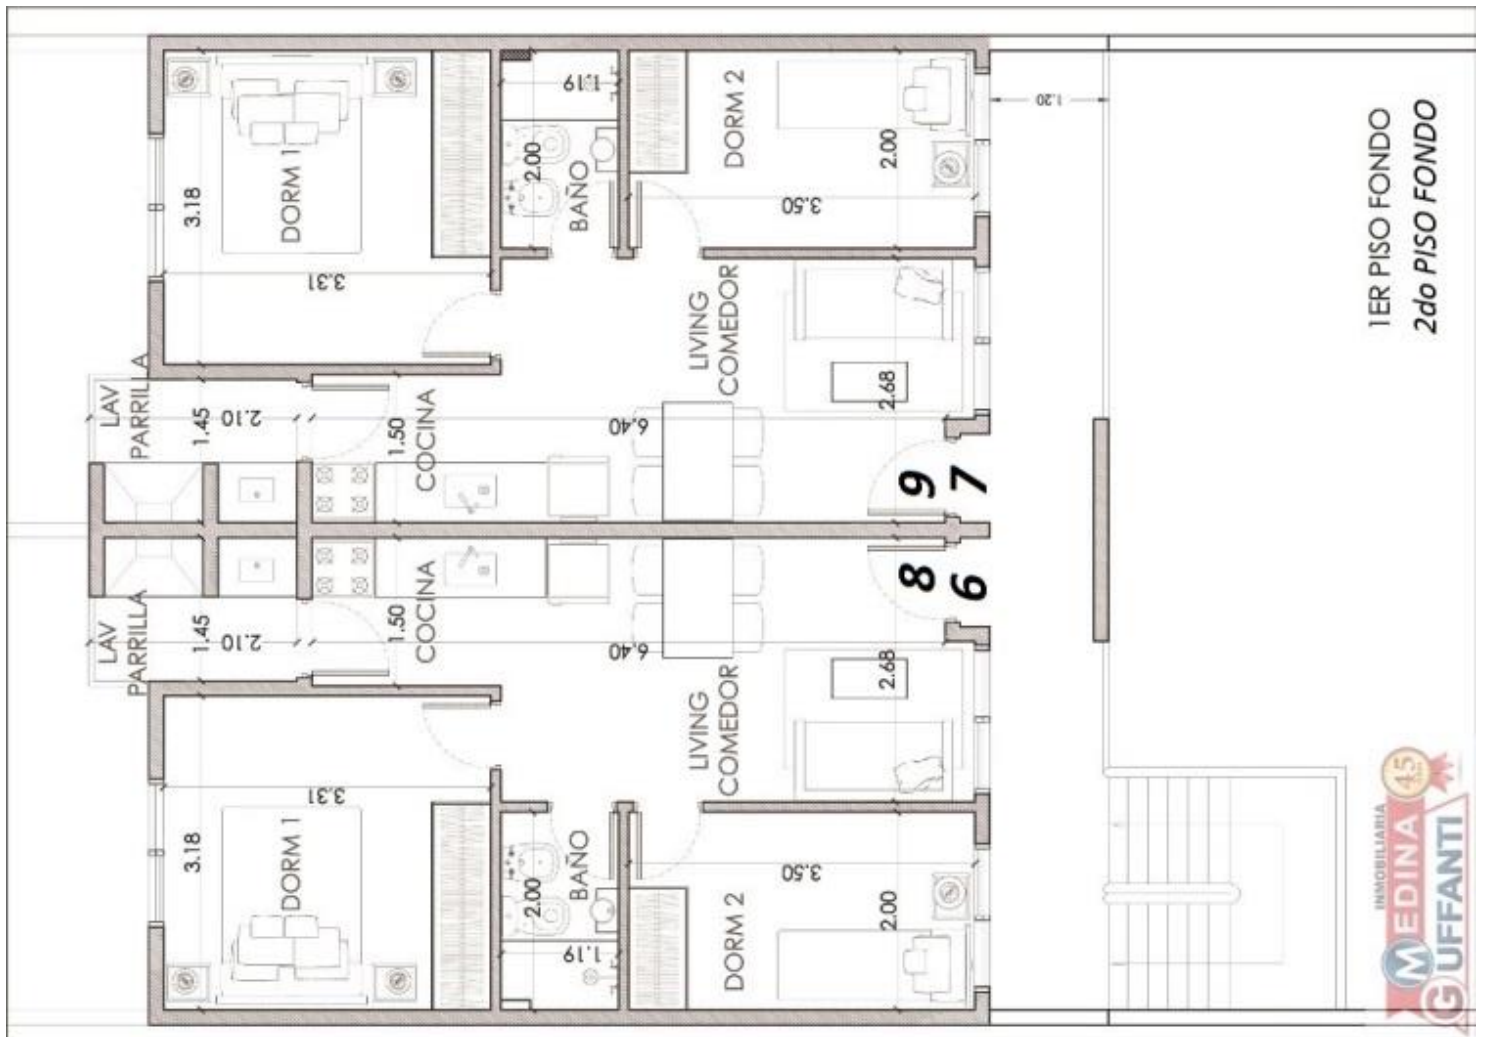 DORM 1
3.18
3.31
1.19
2.00
BAÑO
DORM 2
2.00
3.50
1.20
1ER PISO FONDO
2do PISO FONDO
LAV
PARRILLA
1.45
2.10
1.50
COCINA
6.40
LIVING
COMEDOR
2.68
9
7
8
6
LAV
PARRILLA
1.45
2.10
1.50
COCINA
6.40
LIVING
COMEDOR
2.68
DORM 1
3.18
3.31
2.00
BAÑO
1.19
DORM 2
3.50
2.00
INMOBILIARIA
MEDINA
GUFFANTI
45